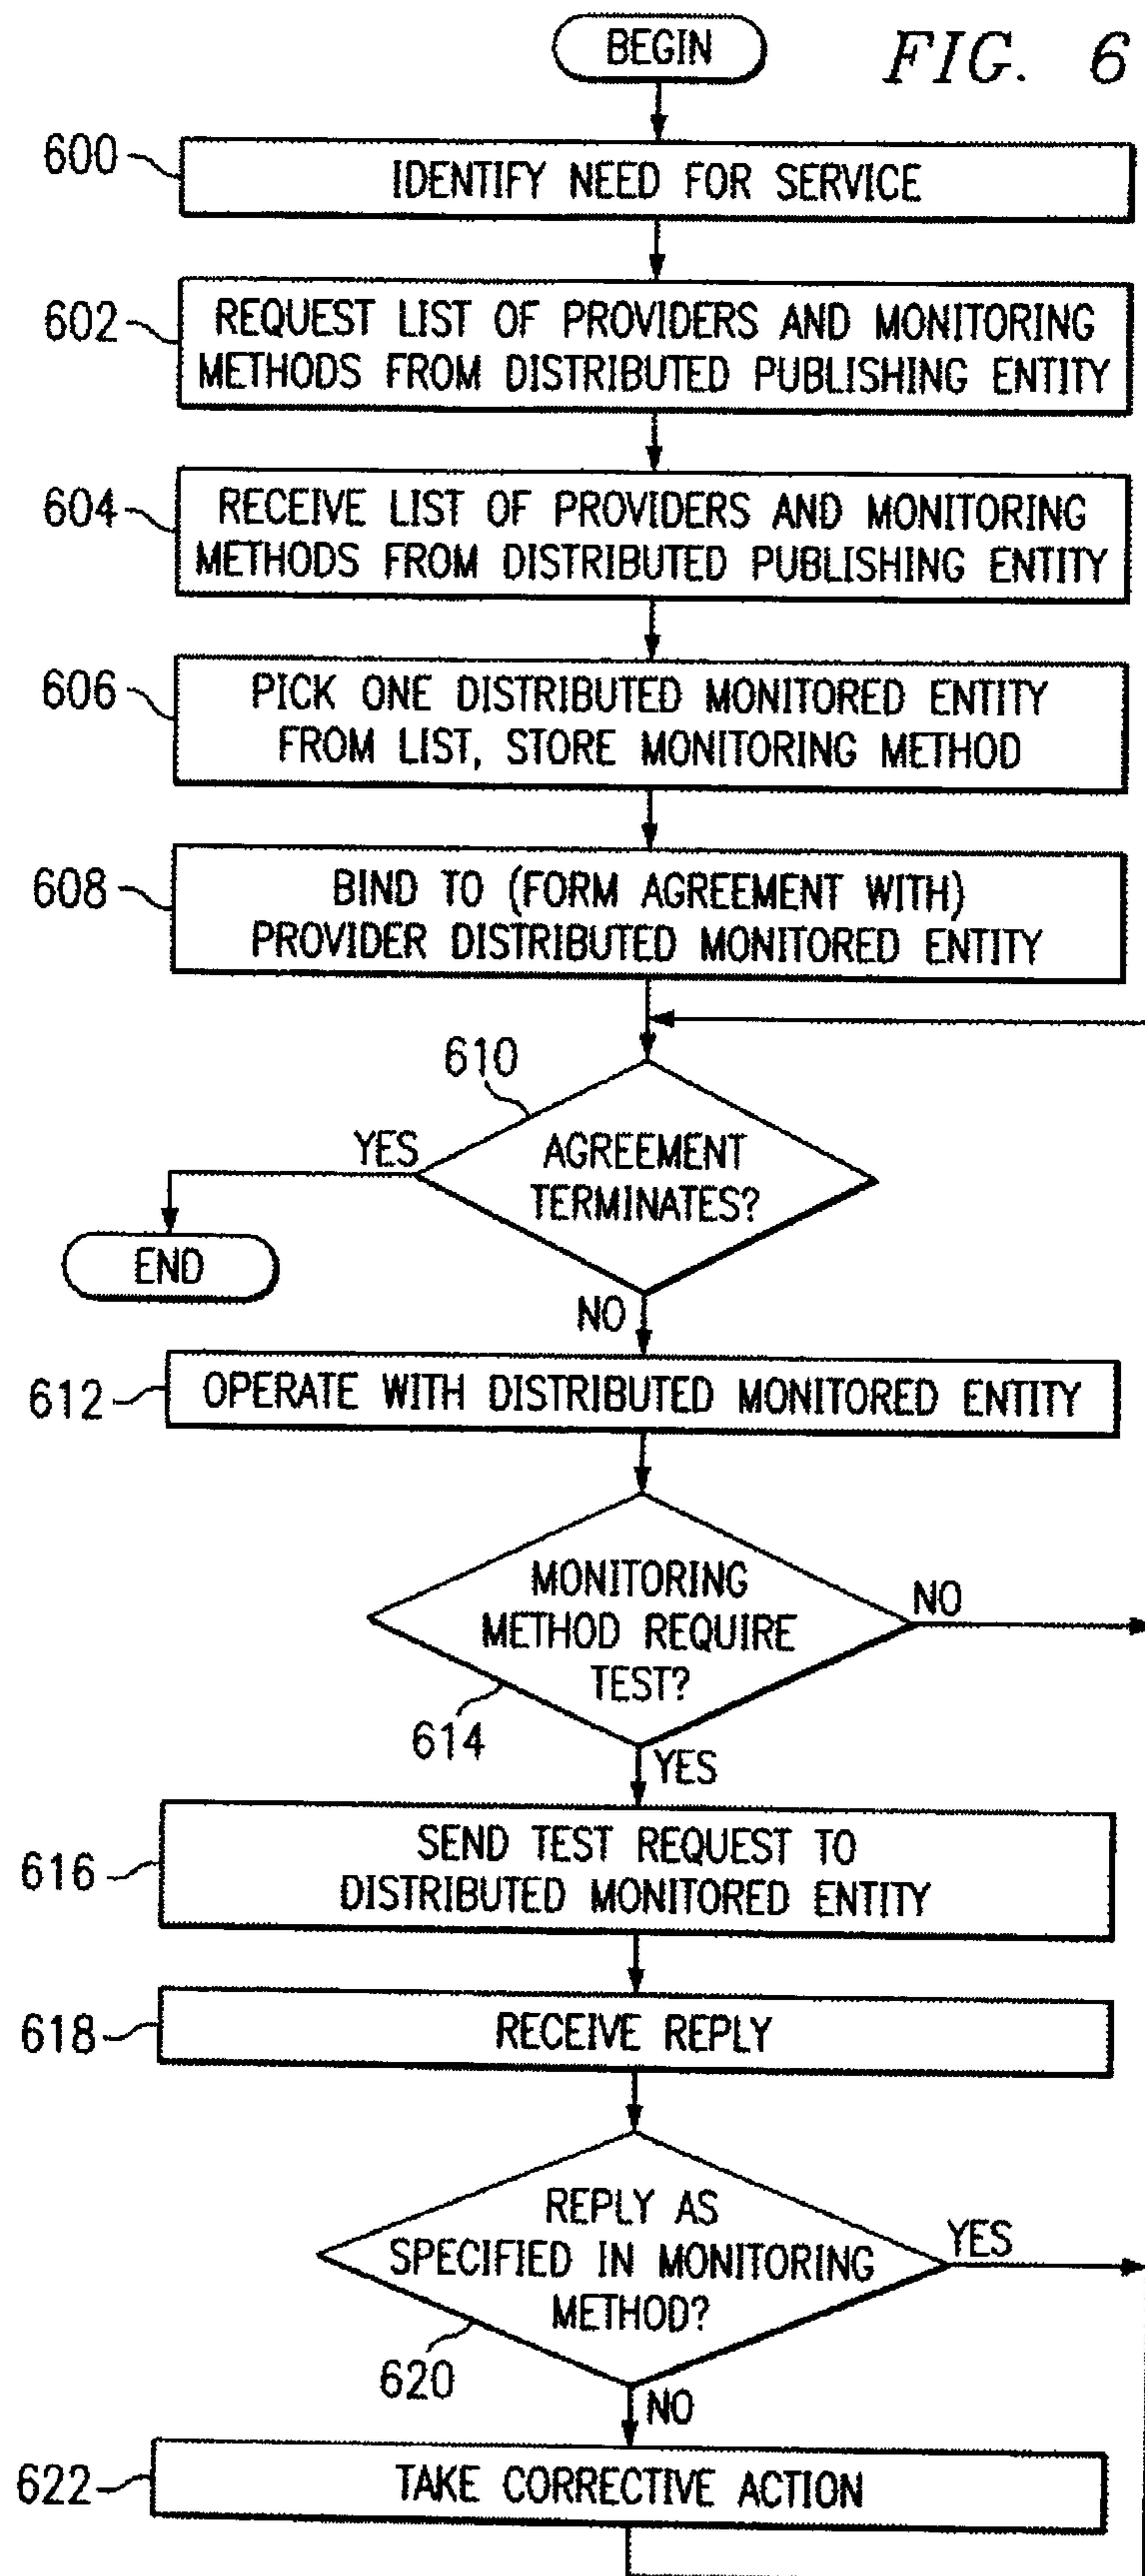 BEGIN
FIG. 6
600
IDENTIFY NEED FOR SERVICE
602
REQUEST LIST OF PROVIDERS AND MONITORING
METHODS FROM DISTRIBUTED PUBLISHING ENTITY
604
RECEIVE LIST OF PROVIDERS AND MONITORING
METHODS FROM DISTRIBUTED PUBLISHING ENTITY
606
PICK ONE DISTRIBUTED MONITORED ENTITY
FROM LIST, STORE MONITORING METHOD
608
BIND TO (FORM AGREEMENT WITH)
PROVIDER DISTRIBUTED MONITORED ENTITY
610
YES
AGREEMENT
TERMINATES?
END
NO
612
OPERATE WITH DISTRIBUTED MONITORED ENTITY
MONITORING
METHOD REQUIRE
TEST?
NO
614
YES
616
SEND TEST REQUEST TO
DISTRIBUTED MONITORED ENTITY
618
RECEIVE REPLY
REPLY AS
SPECIFIED IN MONITORING
METHOD?
YES
620
NO
622
TAKE CORRECTIVE ACTION